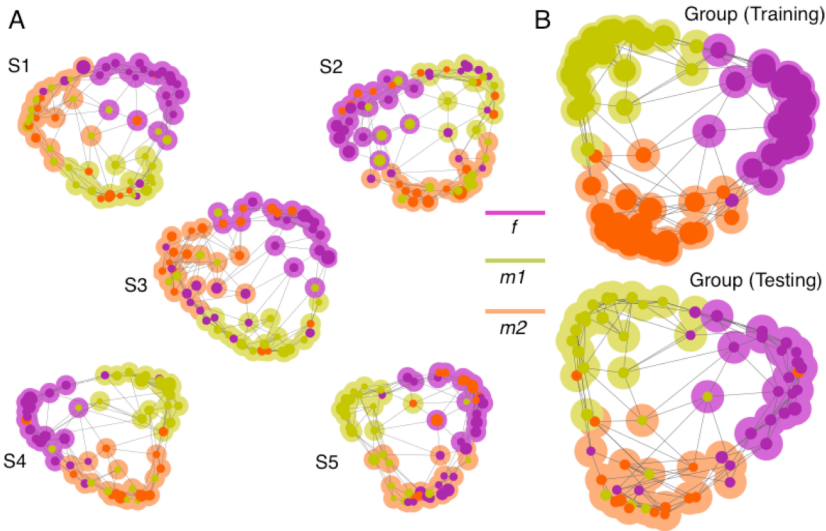 A
B
Group (Training)
S1
S2
S3
f
m1
m2
Group (Testing)
S4
S5